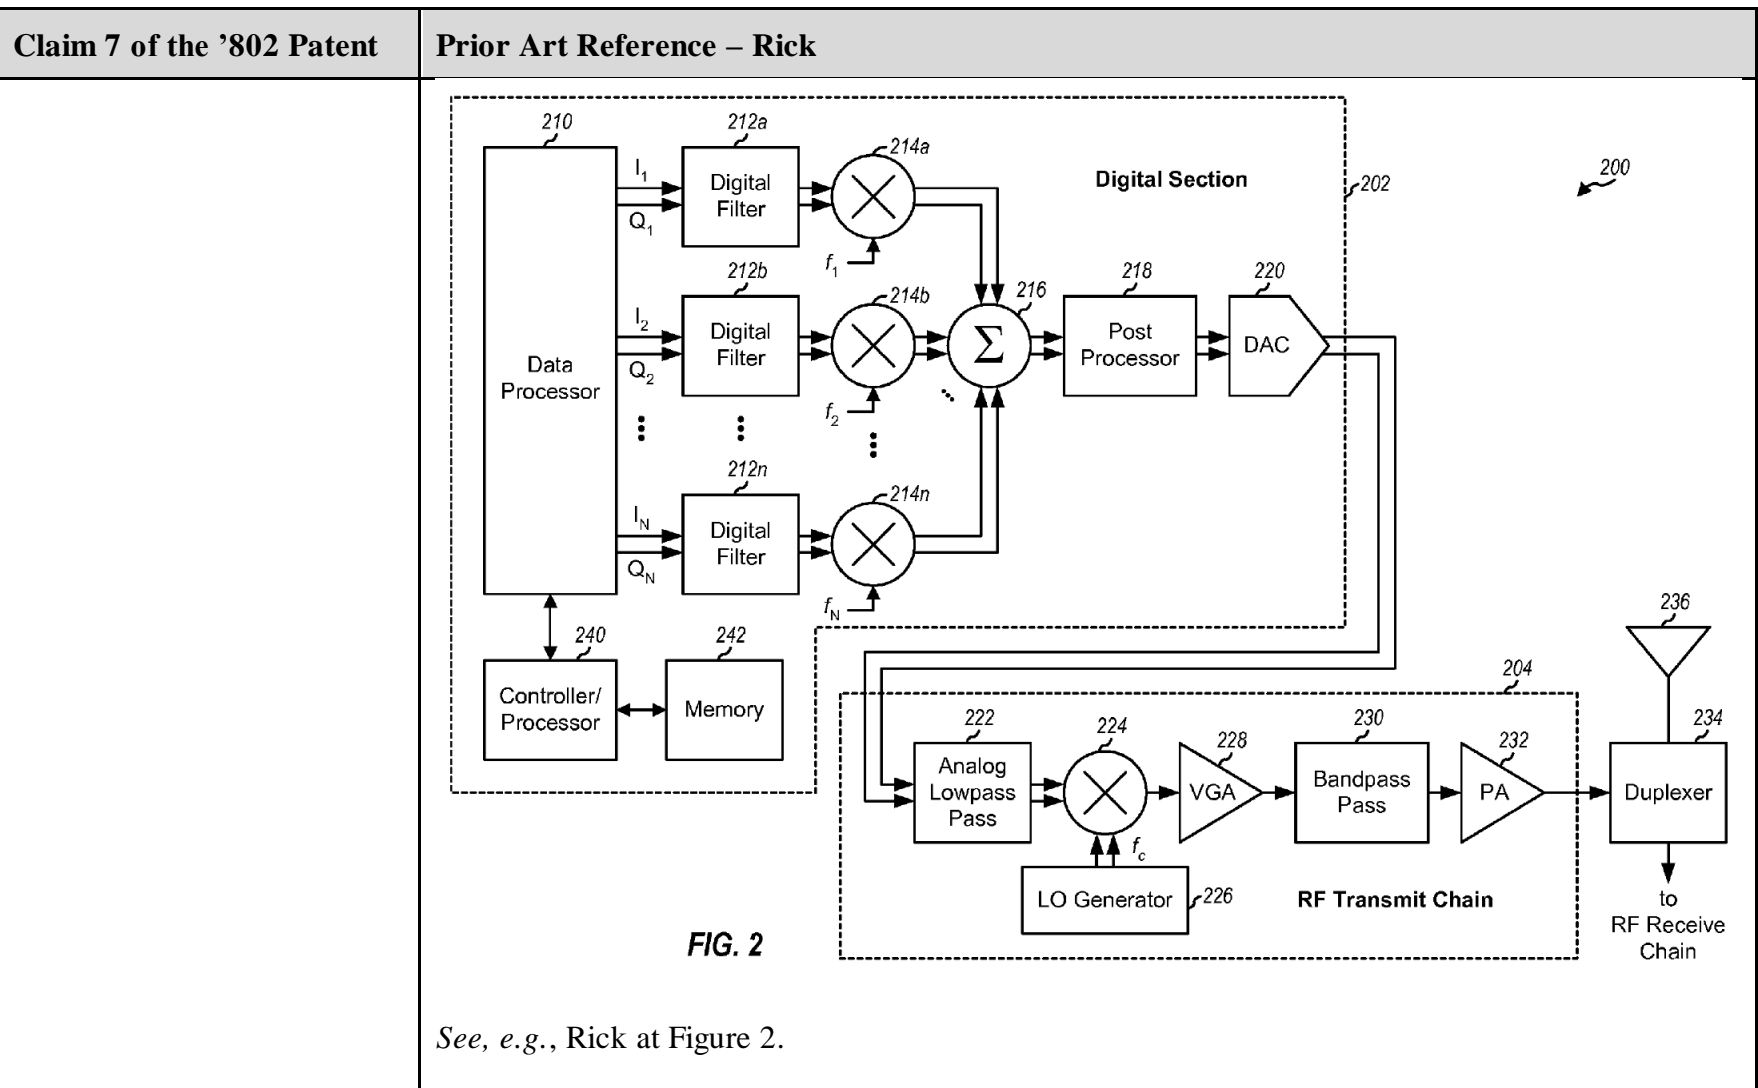 Claim 7 of the ’802 Patent
Prior Art Reference – Rick
210
212a
214a
I1
Q1
Digital
Filter
f1
Digital Section
202
200
212b
214b
216
218
220
I2
Q2
Digital
Filter
f2
Σ
Post
Processor
DAC
Data
Processor
212n
214n
IN
QN
Digital
Filter
fN
240
242
Controller/
Processor
Memory
236
204
222
224
228
230
232
234
Analog
Lowpass
Pass
VGA
Bandpass
Pass
PA
Duplexer
fc
LO Generator
226
RF Transmit Chain
to
RF Receive
Chain
FIG. 2
See, e.g., Rick at Figure 2.